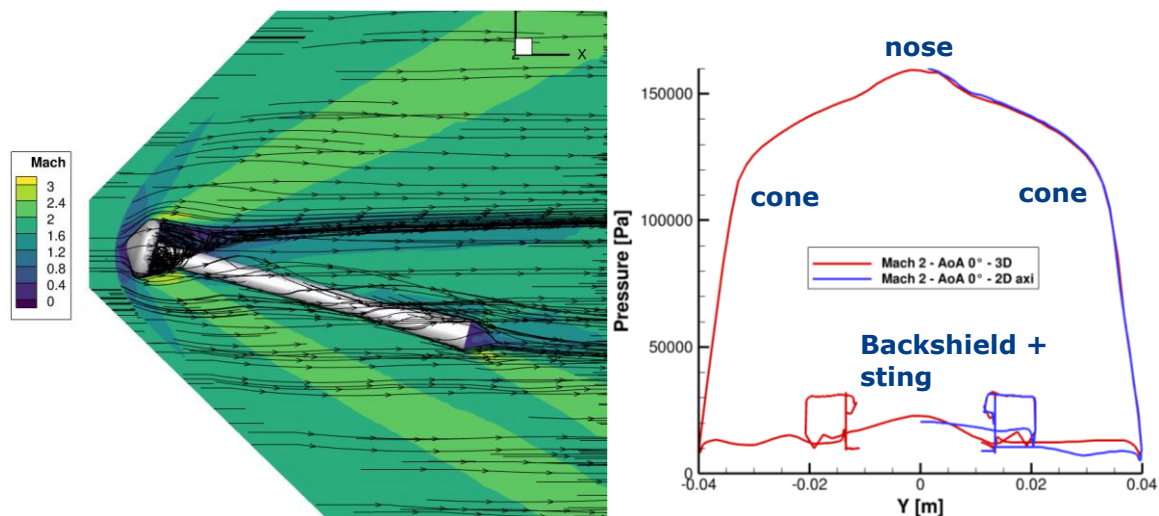 Mach
3
2.4
2
1.6
1.2
0.8
0.4
0
Z
X
nose
cone
cone
Mach 2 - AoA 0° - 3D
Mach 2 - AoA 0° - 2D axi
Backshield +
sting
Pressure [Pa]
150000
100000
50000
0
-0.04
-0.02
0
0.02
0.04
Y [m]